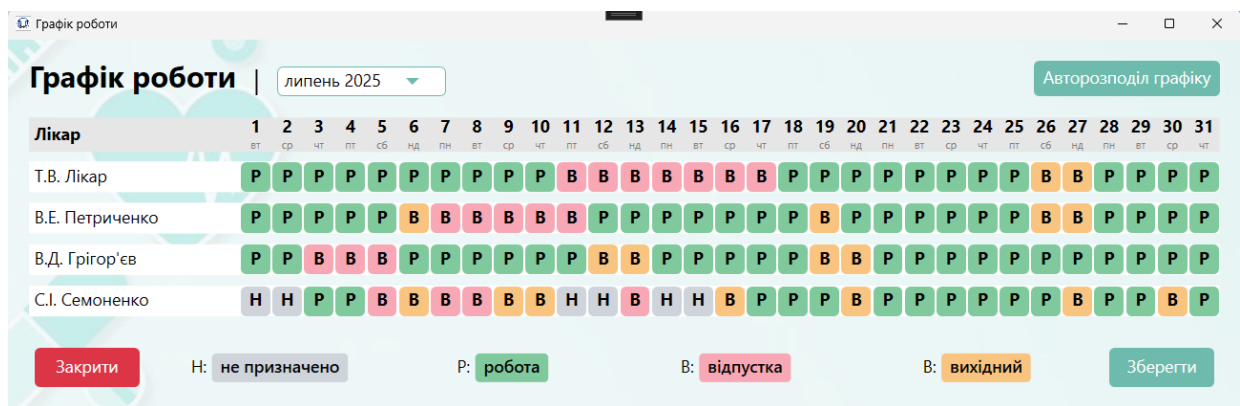 Графік роботи
Графік роботи | липень 2025 Авторозподіл графіку
Лікар 1 2 3 4 5 6 7 8 9 10 11 12 13 14 15 16 17 18 19 20 21 22 23 24 25 26 27 28 29 30 31
вт ср чт пт сб нд пн вт ср чт пт сб нд пн вт ср чт пт сб нд пн вт ср чт пт сб нд пн вт ср чт
Т.В. Лікар Р Р Р Р Р Р Р Р Р Р В В В В В В В Р Р Р Р Р Р Р Р В В Р Р Р Р
В.Е. Петриченко Р Р Р Р Р В В В В В В Р Р Р Р Р Р Р В Р Р Р Р Р Р В В Р Р Р Р
В.Д. Грігор'єв Р Р В В В Р Р Р Р Р Р В В Р Р Р Р Р В В Р Р Р Р Р Р Р Р Р Р Р
С.І. Семоненко Н Н Р Р В В В В В В Н Н В Н Н В Р Р Р В Р Р Р Р Р Р В Р Р В Р
Закрити Н: не призначено Р: робота В: відпустка В: вихідний Зберегти